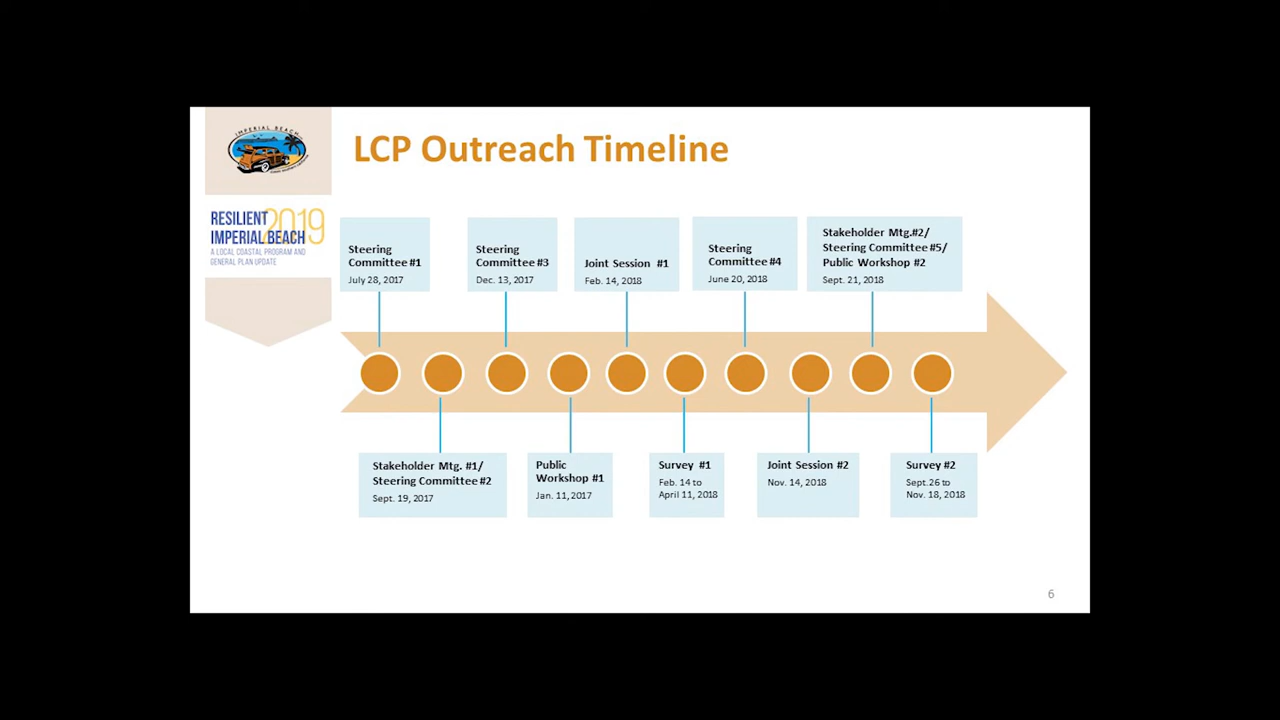 IMPERIAL BEACH
LCP Outreach Timeline
RESILIENT 2019
IMPERIAL BEACH
A LOCAL COASTAL PROGRAM AND
GENERAL PLAN UPDATE
Steering
Committee #1
July 28, 2017
Steering
Committee #3
Dec. 13, 2017
Joint Session #1
Feb. 14, 2018
Steering
Committee #4
June 20, 2018
Stakeholder Mtg.#2/
Steering Committee #5/
Public Workshop #2
Sept. 21, 2018
Stakeholder Mtg. #1/
Steering Committee #2
Sept. 19, 2017
Public
Workshop #1
Jan. 11, 2017
Survey #1
Feb. 14 to
April 11, 2018
Joint Session #2
Nov. 14, 2018
Survey #2
Sept.26 to
Nov. 18, 2018
6